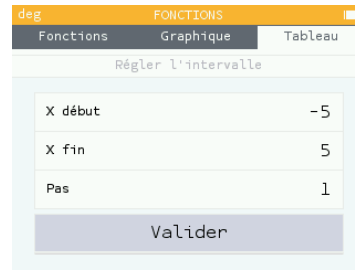 deg FONCTIONS
Fonctions Graphique Tableau
Régler l'intervalle
X début -5
X fin 5
Pas 1
Valider